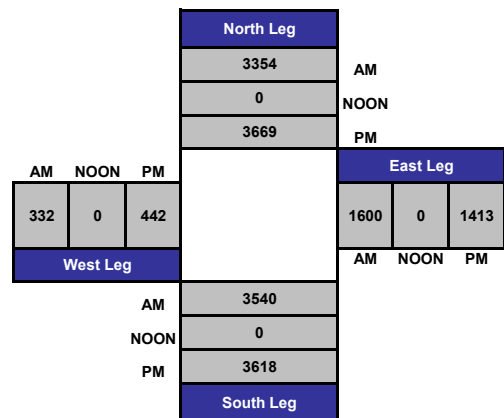 North Leg
3354 AM
0 NOON
3669 PM
AM NOON PM
East Leg
332 0 442
1600 0 1413
West Leg
AM NOON PM
AM 3540
NOON 0
PM 3618
South Leg